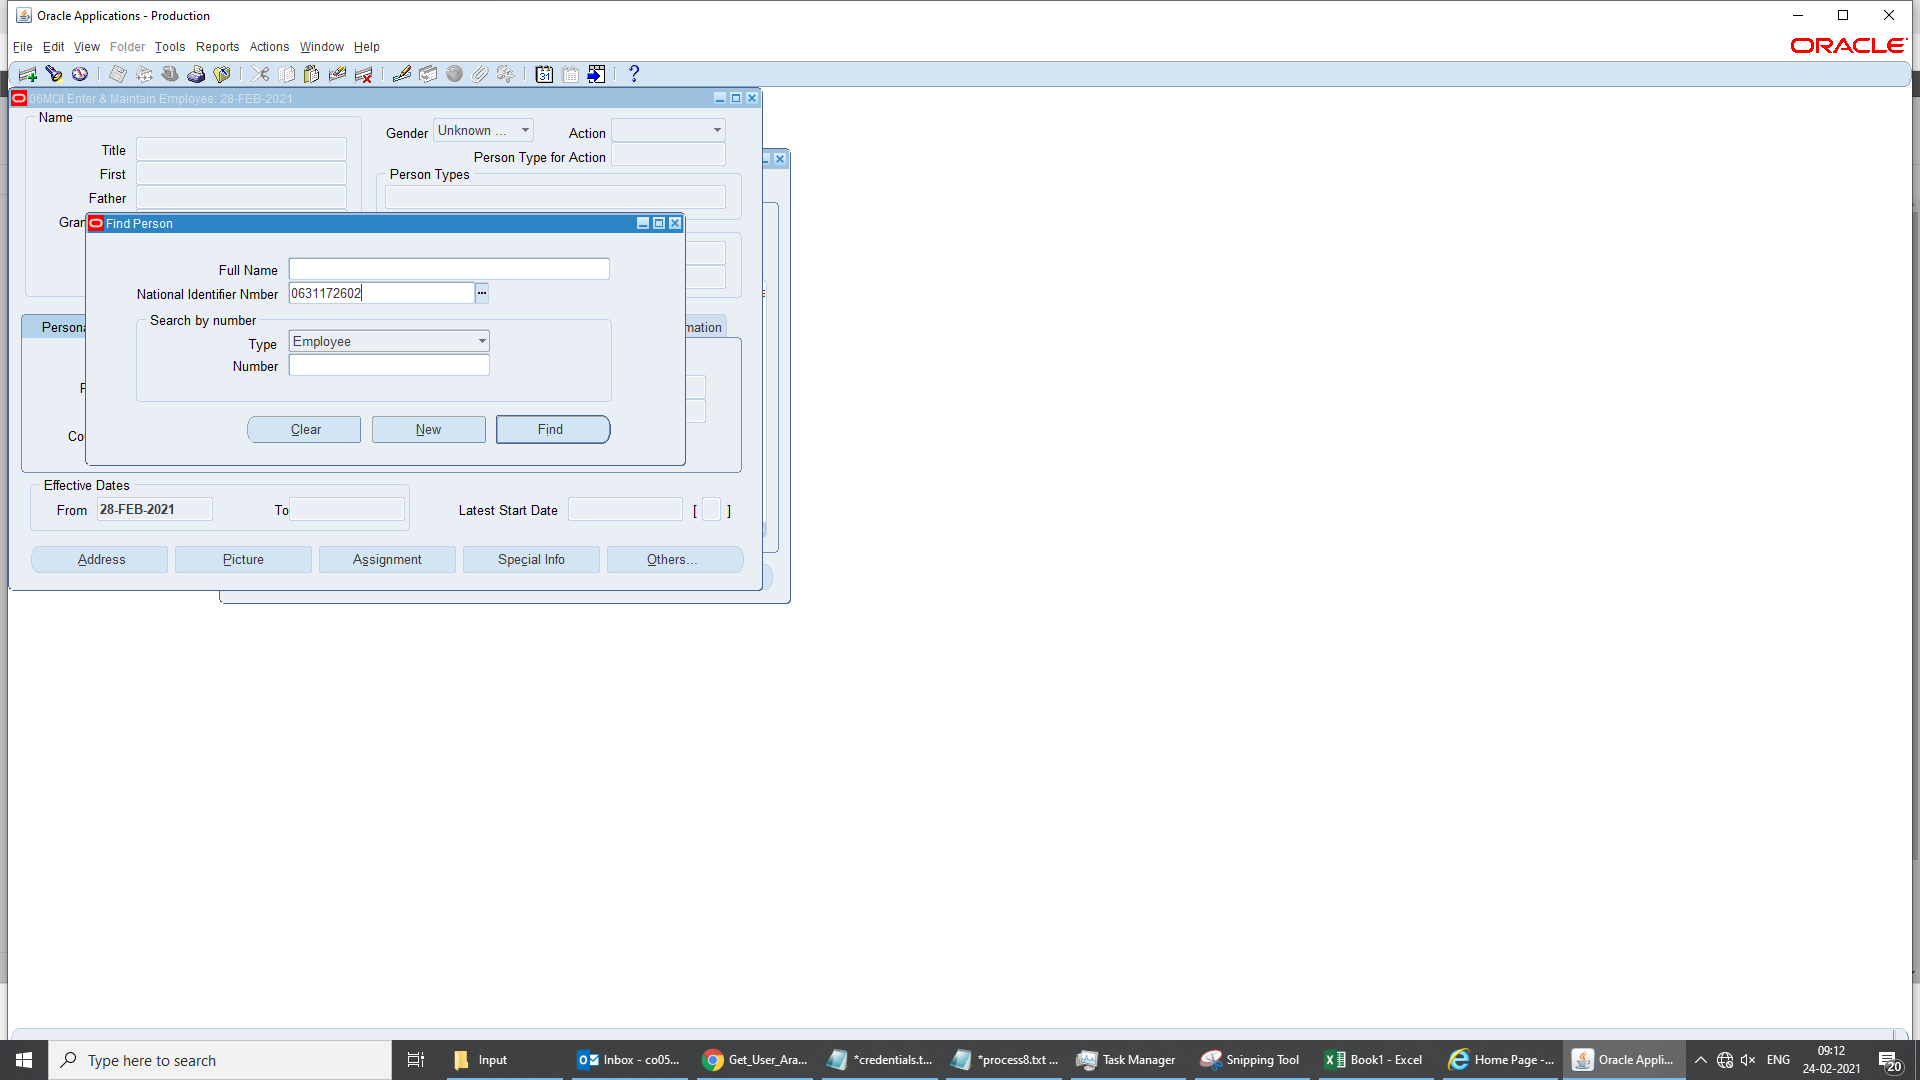 Oracle Applications - Production
File Edit View Folder Tools Reports Actions Window Help
ORACLE
06MOI Enter & Maintain Employee: 28-FEB-2021
Name
Title
First
Father
Gran
Gender Unknown ... Action
Person Type for Action
Person Types
Find Person
Full Name
National Identifier Nmber 0631172602
Search by number
Type Employee
Number
Clear New Find
Persona
mation
Co
Effective Dates
From 28-FEB-2021 To
Latest Start Date [ ]
Address Picture Assignment Special Info Others...
Type here to search
Input
Inbox - co05...
Get_User_Ara...
*credentials.t...
*process8.txt ...
Task Manager
Snipping Tool
Book1 - Excel
Home Page -...
Oracle Appli...
ENG
09:12
24-02-2021
20